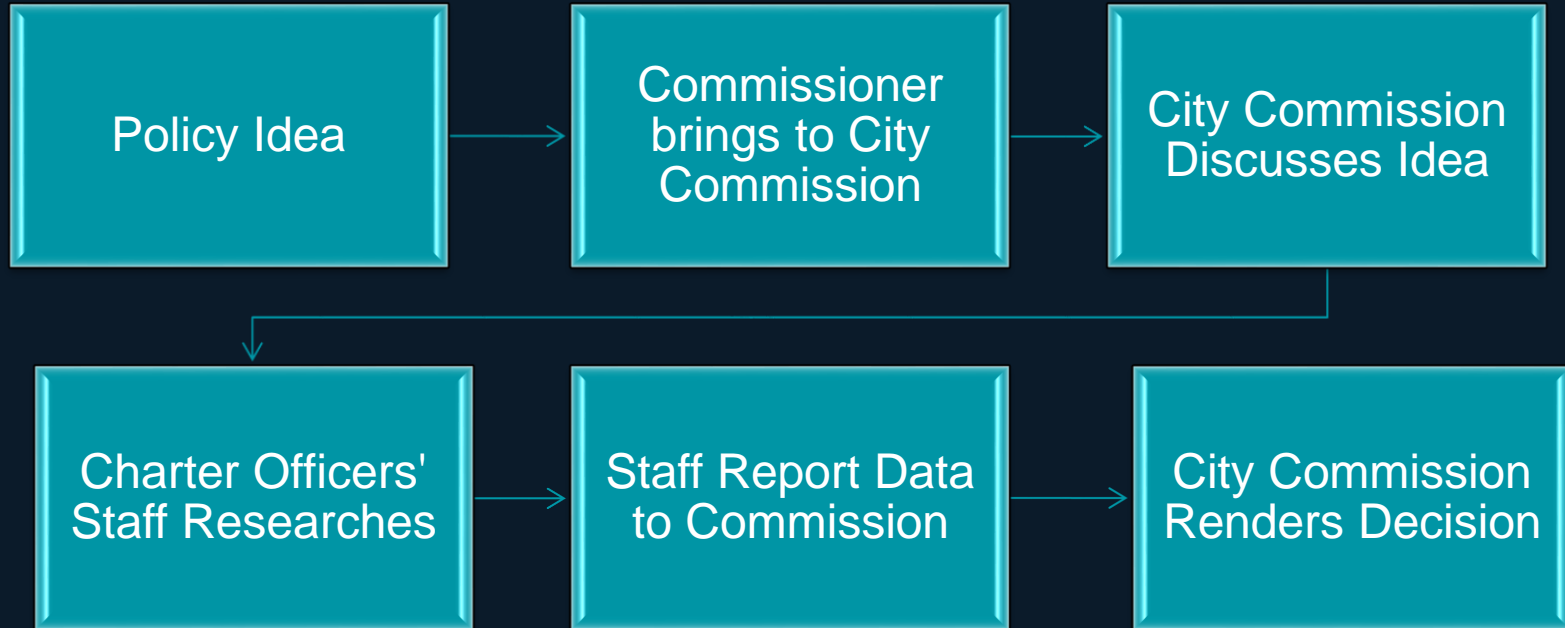 Policy Idea
Commissioner
brings to City
Commission
City Commission
Discusses Idea
Charter Officers'
Staff Researches
Staff Report Data
to Commission
City Commission
Renders Decision